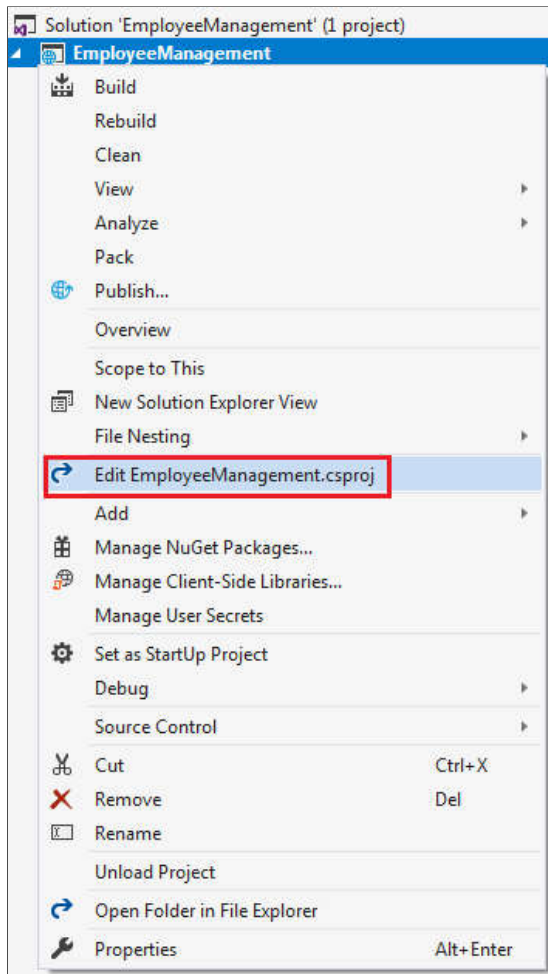 Solution 'EmployeeManagement' (1 project)
EmployeeManagement
Build
Rebuild
Clean
View
Analyze
Pack
Publish...
Overview
Scope to This
New Solution Explorer View
File Nesting
Edit EmployeeManagement.csproj
Add
Manage NuGet Packages...
Manage Client-Side Libraries...
Manage User Secrets
Set as StartUp Project
Debug
Source Control
Cut Ctrl+X
Remove Del
Rename
Unload Project
Open Folder in File Explorer
Properties Alt+Enter